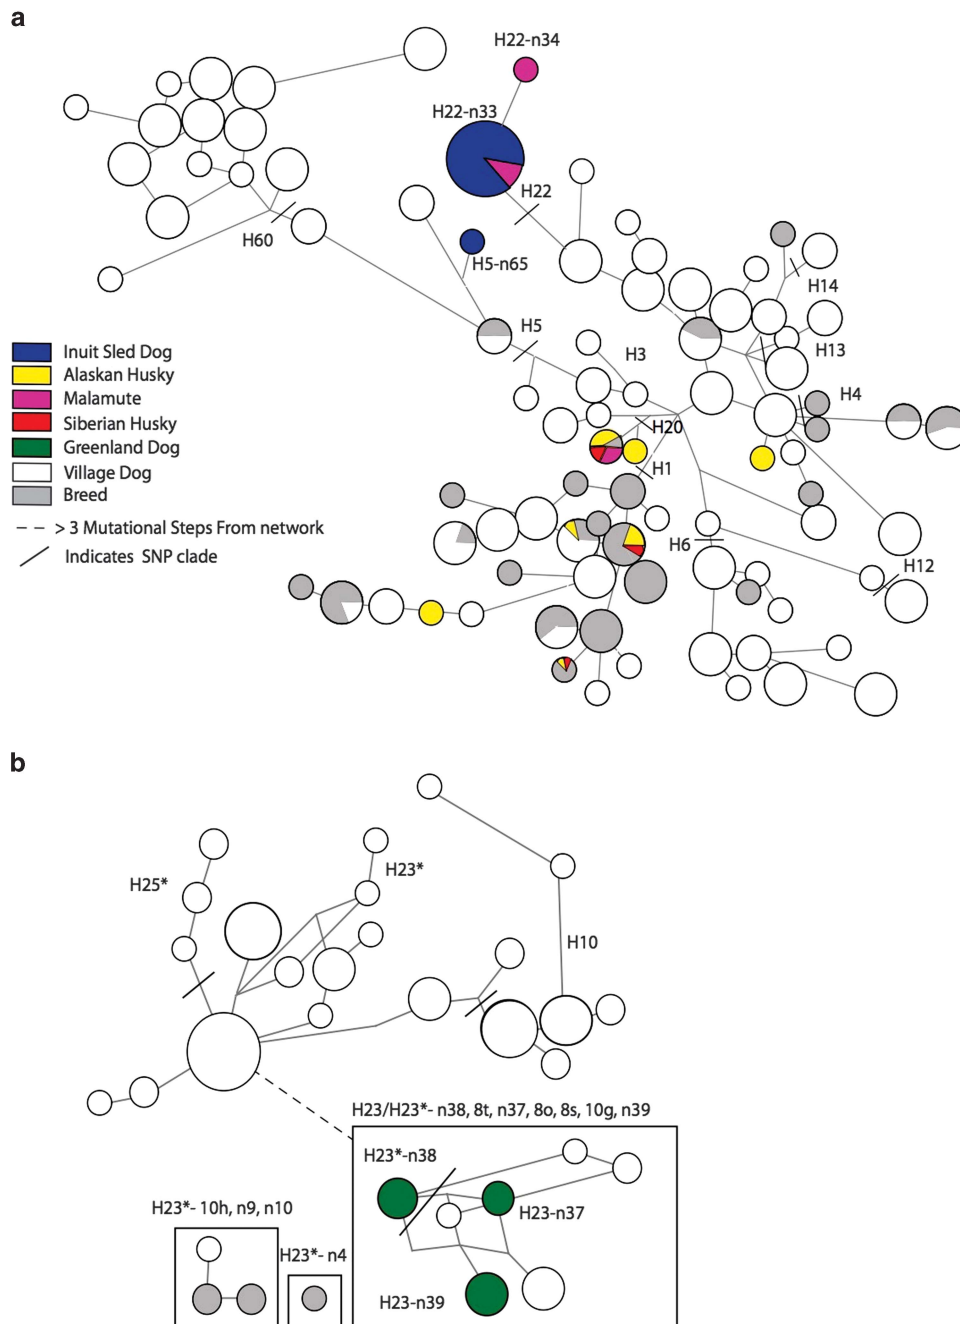 a
H22-n34
H22-n33
H22
H60
H5-n65
H14
H5
H3
H13
H4
Inuit Sled Dog
Alaskan Husky
Malamute
Siberian Husky
Greenland Dog
Village Dog
Breed
> 3 Mutational Steps From network
Indicates SNP clade
H20
H1
H6
H12
b
H25*
H23*
H10
H23/H23*- n38, 8t, n37, 8o, 8s, 10g, n39
H23*-n38
H23-n37
H23*- 10h, n9, n10
H23*- n4
H23-n39